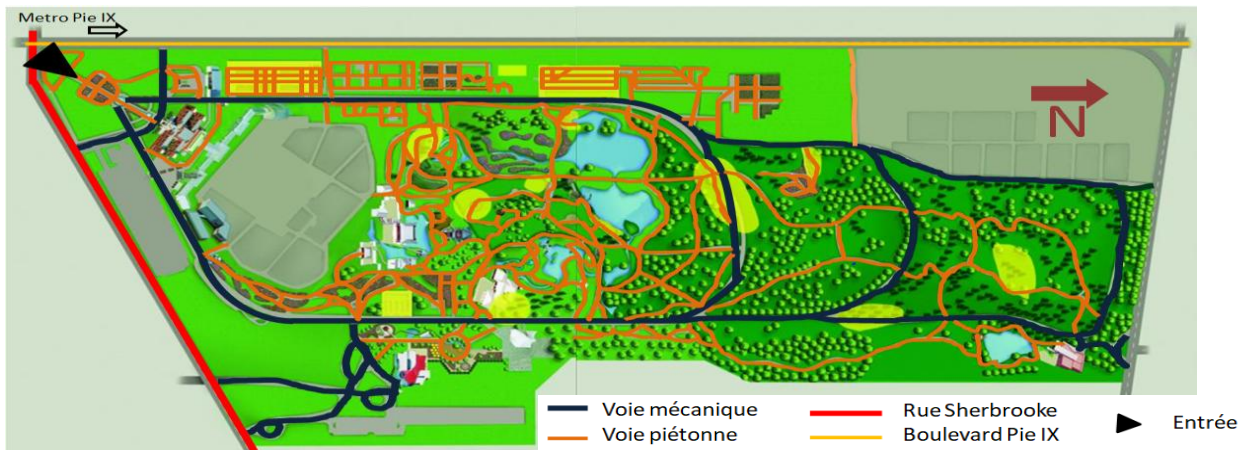 Metro Pie IX
N
Voie mécanique
Rue Sherbrooke
Voie piétonne
Boulevard Pie IX
Entrée